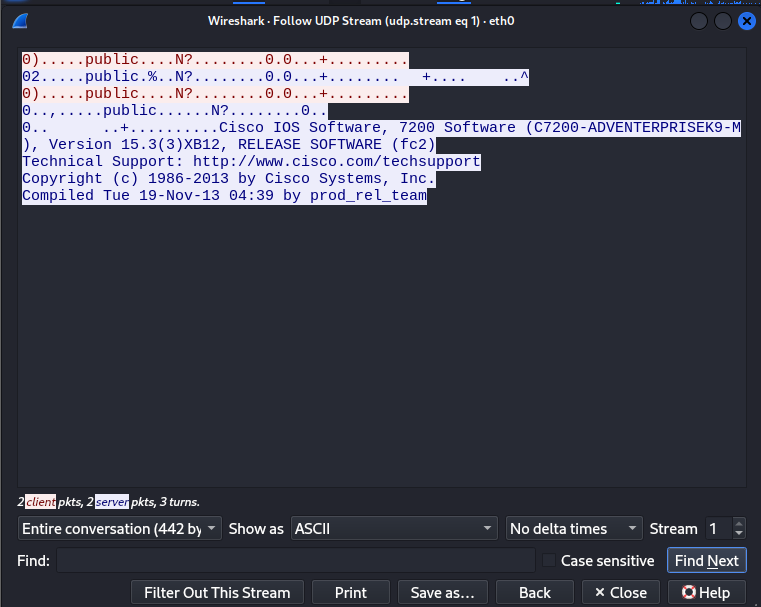 Wireshark · Follow UDP Stream (udp.stream eq 1) · eth0
0).....public....N?........0.0...+.........
02.....public.%..N?........0.0...+........ +.... ..^
0).....public....N?........0.0...+.........
0..,.....public......N?........0..
0.. ..+..........Cisco IOS Software, 7200 Software (C7200-ADVENTERPRISEK9-M
), Version 15.3(3)XB12, RELEASE SOFTWARE (fc2)
Technical Support: http://www.cisco.com/techsupport
Copyright (c) 1986-2013 by Cisco Systems, Inc.
Compiled Tue 19-Nov-13 04:39 by prod_rel_team
2 client pkts, 2 server pkts, 3 turns.
Entire conversation (442 by Show as ASCII No delta times Stream 1
Find: Case sensitive Find Next
Filter Out This Stream Print Save as… Back × Close Help